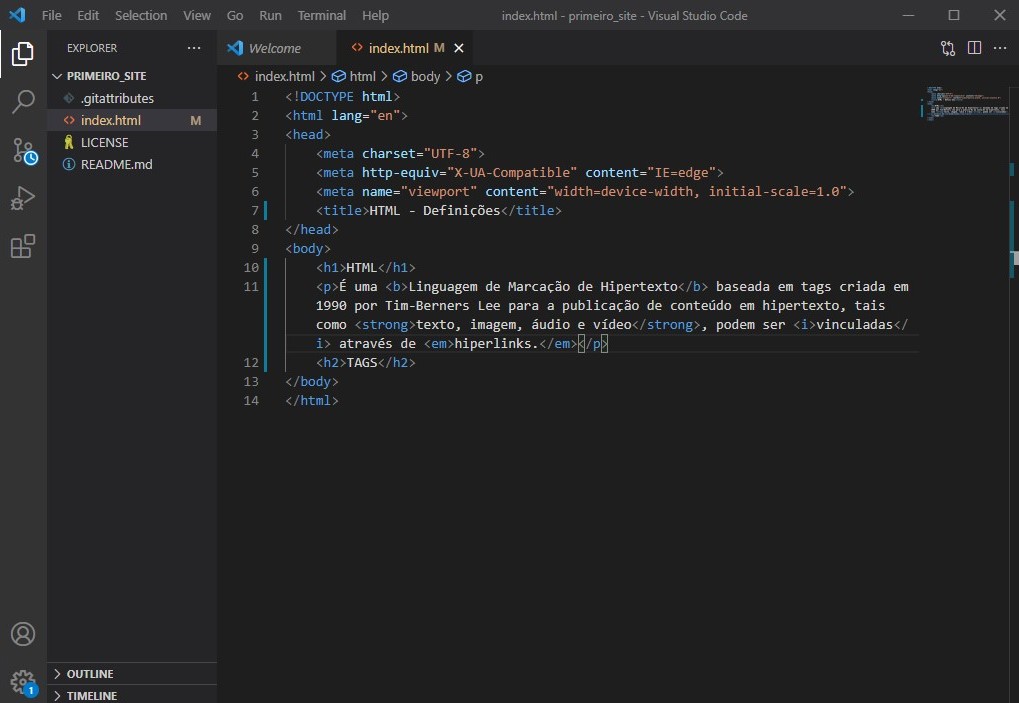 File Edit Selection View Go Run Terminal Help index.html - primeiro_site - Visual Studio Code
EXPLORER
PRIMEIRO_SITE
.gitattributes
index.html M
LICENSE
README.md
OUTLINE
TIMELINE
1
Welcome
index.html M
index.html > html > body > p
1 <!DOCTYPE html>
2 <html lang="en">
3 <head>
4 <meta charset="UTF-8">
5 <meta http-equiv="X-UA-Compatible" content="IE=edge">
6 <meta name="viewport" content="width=device-width, initial-scale=1.0">
7 <title>HTML - Definições</title>
8 </head>
9 <body>
10 <h1>HTML</h1>
11 <p>É uma <b>Linguagem de Marcação de Hipertexto</b> baseada em tags criada em
1990 por Tim-Berners Lee para a publicação de conteúdo em hipertexto, tais
como <strong>texto, imagem, áudio e vídeo</strong>, podem ser <i>vinculadas</
i> através de <em>hiperlinks.</em></p>
12 <h2>TAGS</h2>
13 </body>
14 </html>